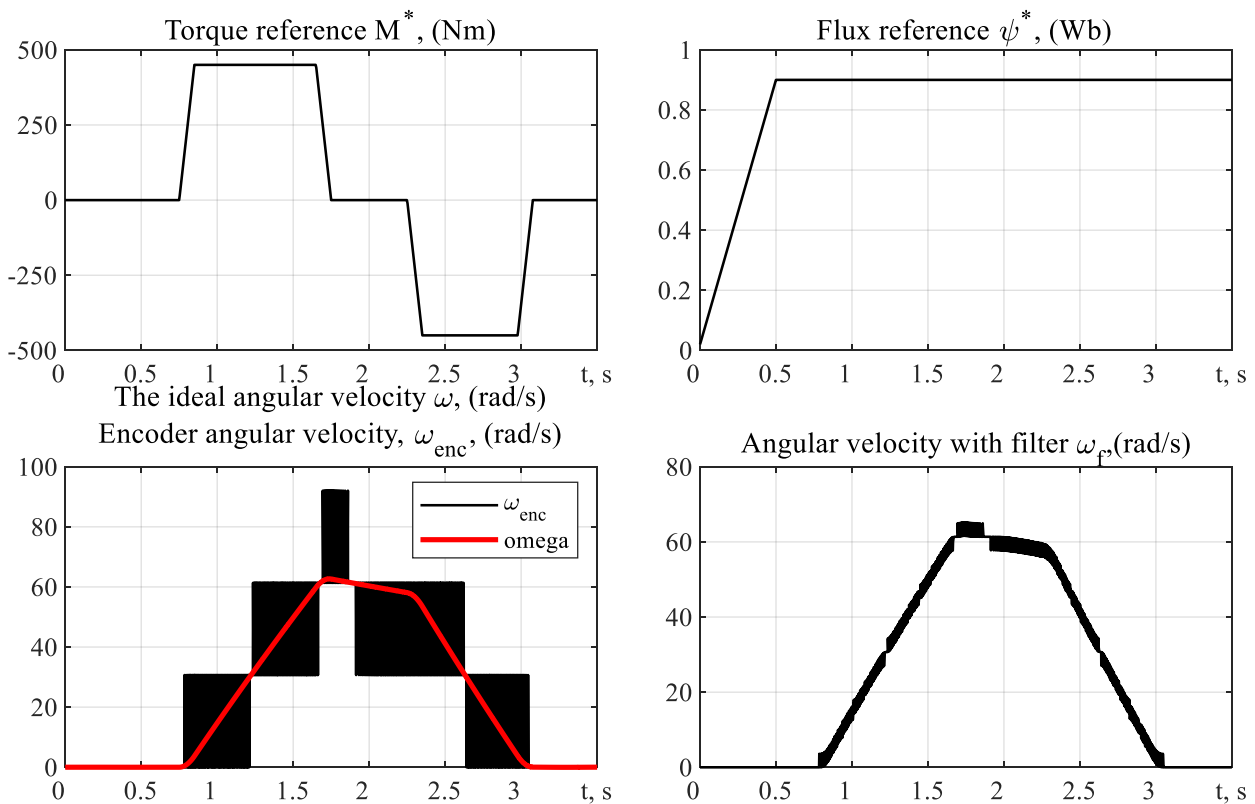 Torque reference M*, (Nm)
500
250
0
-250
-500
0 0.5 1 1.5 2 2.5 3 t, s
Flux reference ψ*, (Wb)
1
0.8
0.6
0.4
0.2
0
0 0.5 1 1.5 2 2.5 3 t, s
The ideal angular velocity ω, (rad/s)
Encoder angular velocity, ω_enc, (rad/s)
100
80
60
40
20
0
0 0.5 1 1.5 2 2.5 3 t, s
ω_enc
omega
Angular velocity with filter ω_f,(rad/s)
80
60
40
20
0
0 0.5 1 1.5 2 2.5 3 t, s